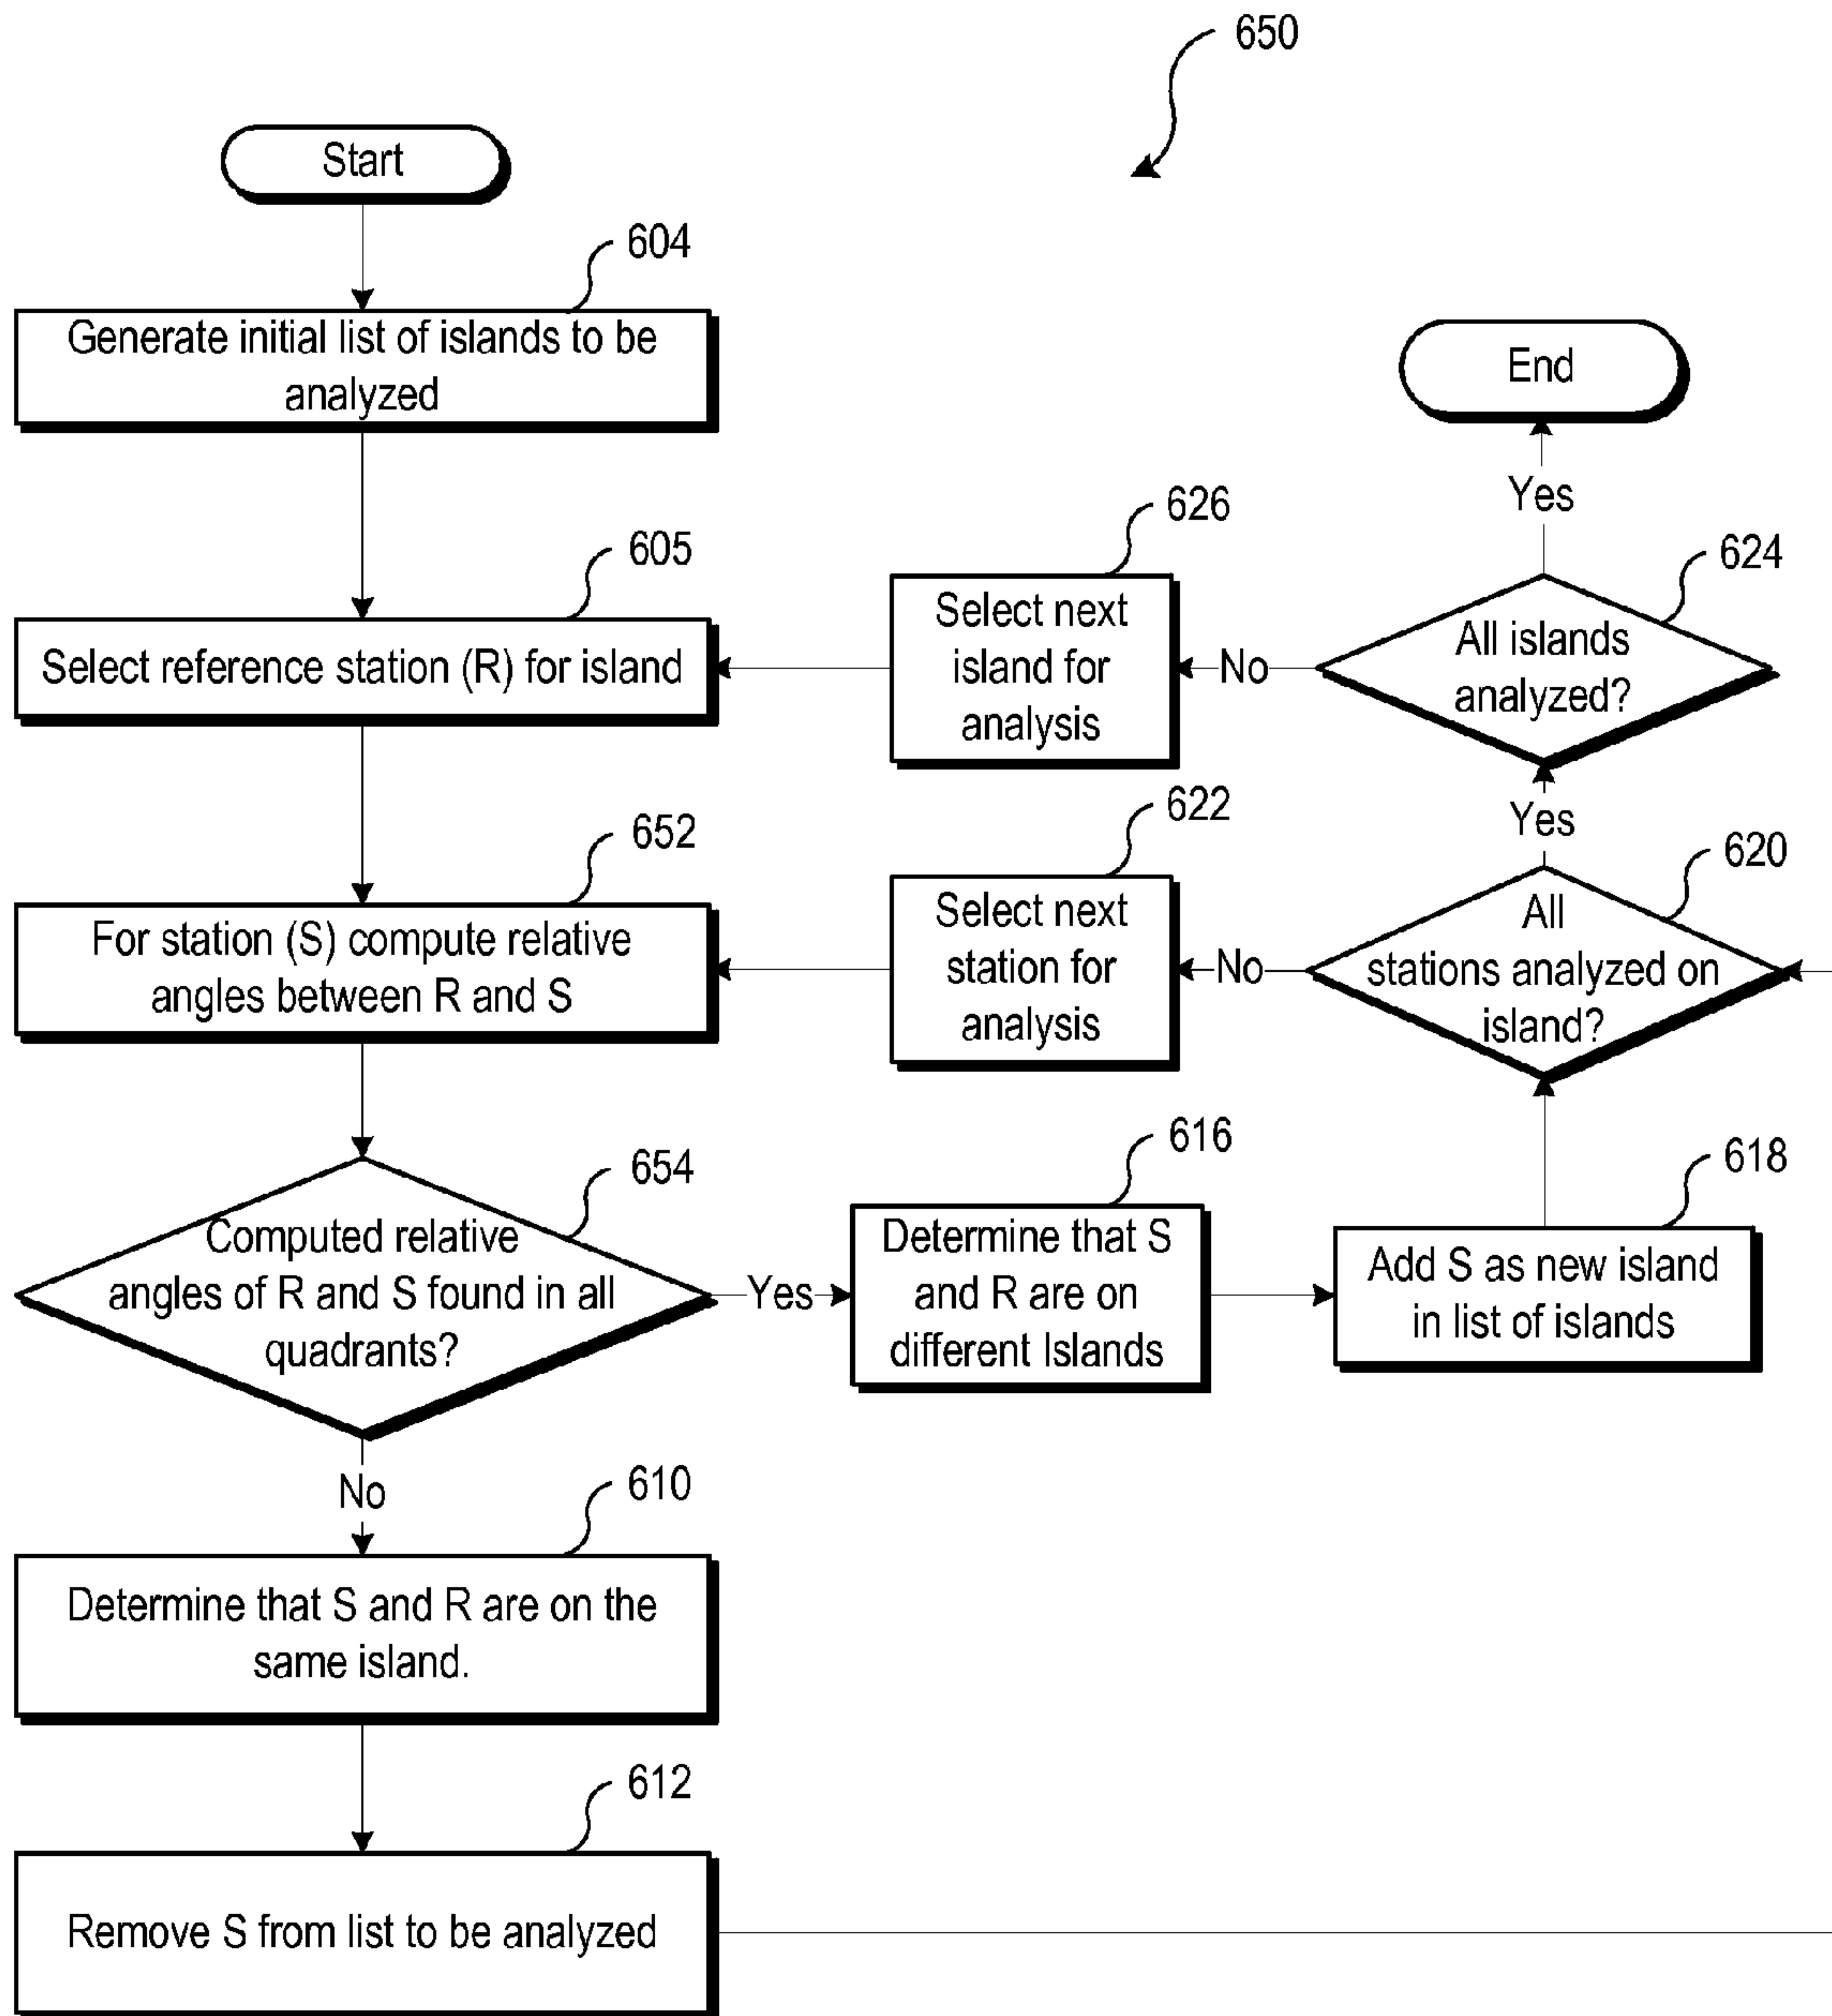 650
Start
604
Generate initial list of islands to be
analyzed
End
Yes
626
624
605
Select next
island for
analysis
No
All islands
analyzed?
Select reference station (R) for island
622
Yes
620
652
Select next
station for
analysis
No
All
stations analyzed on
island?
For station (S) compute relative
angles between R and S
616
618
654
Computed relative
angles of R and S found in all
quadrants?
Yes
Determine that S
and R are on
different Islands
Add S as new island
in list of islands
No
610
Determine that S and R are on the
same island.
612
Remove S from list to be analyzed